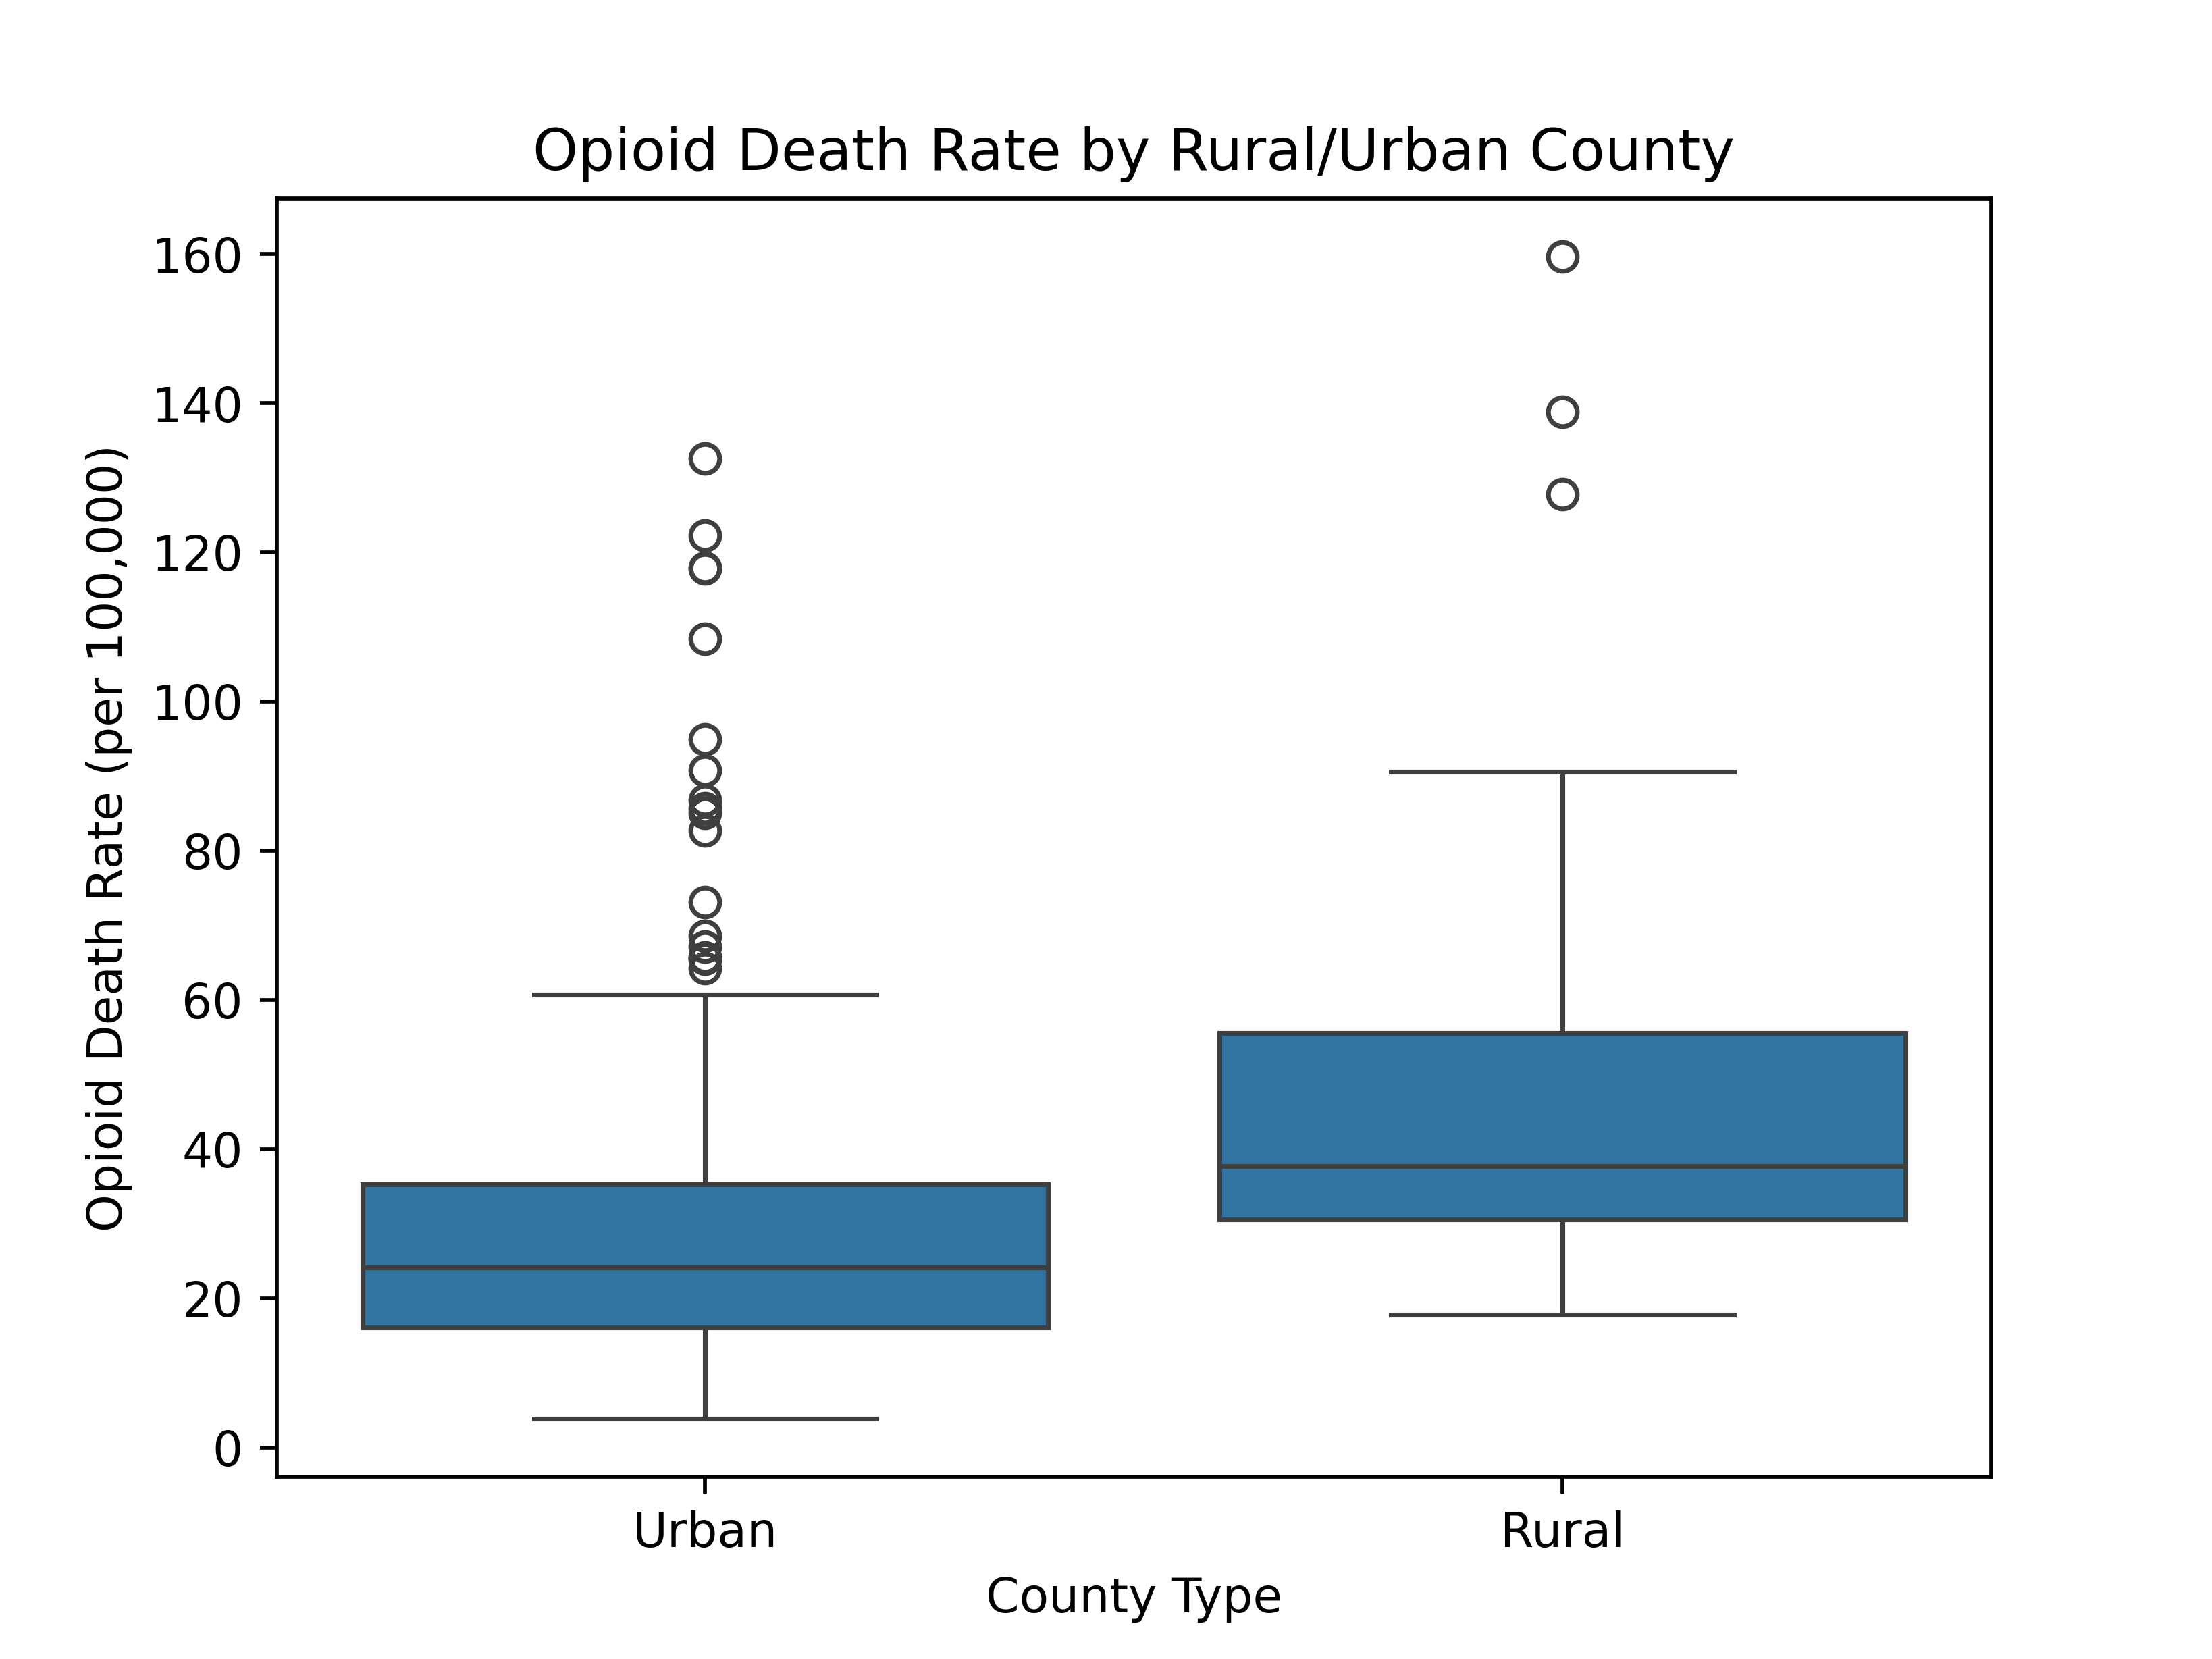 Opioid Death Rate by Rural/Urban County
Opioid Death Rate (per 100,000)
160
140
120
100
80
60
40
20
0
Urban
Rural
County Type